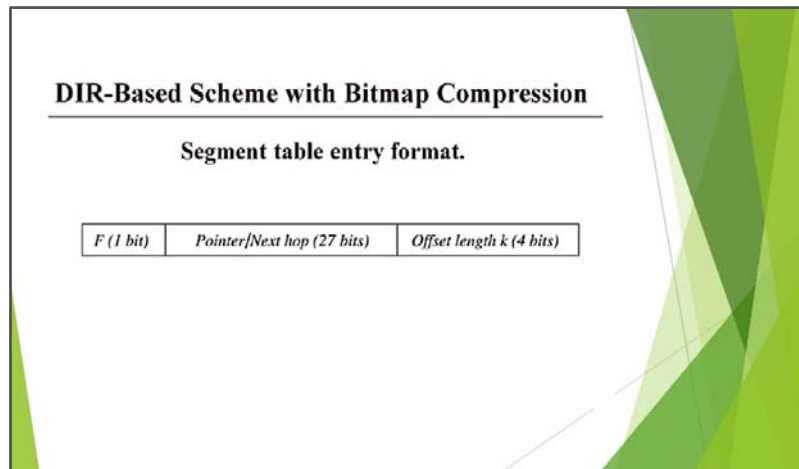 DIR-Based Scheme with Bitmap Compression
Segment table entry format.
F (1 bit) Pointer/Next hop (27 bits) Offset length k (4 bits)